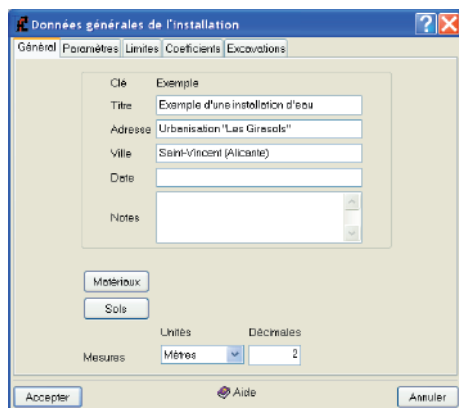 Données générales de l'installation
Général Paramètres Limites Coefficients Excavations
Clé Exemple
Titre Exemple d'une installation d'eau
Adresse Urbanisation "Les Girasols"
Ville Saint-Vincent (Alicante)
Date
Notes
Matériaux
Sols
Unités Décimales
Mesures Mètres 2
Accepter Aide Annuler